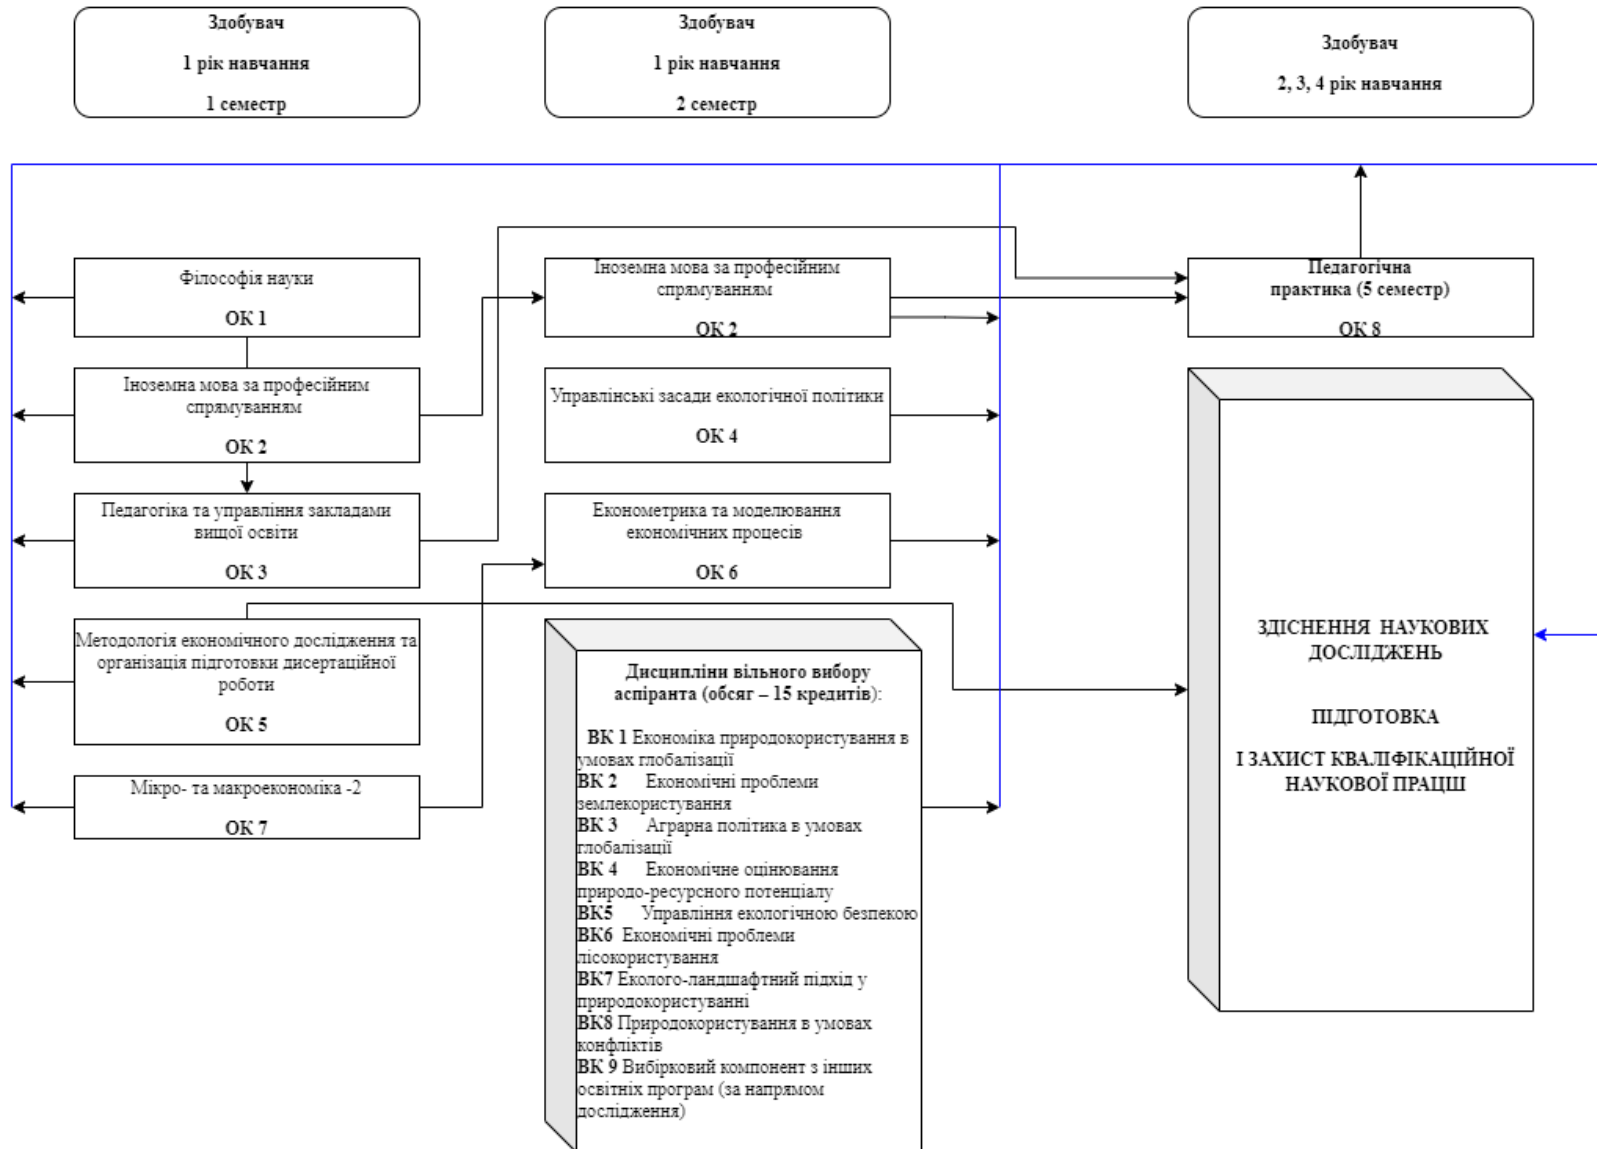 Здобувач
1 рік навчання
1 семестр
Здобувач
1 рік навчання
2 семестр
Здобувач
2, 3, 4 рік навчання
Філософія науки
ОК 1
Іноземна мова за професійним
спрямуванням
ОК 2
Педагогіка та управління закладами
вищої освіти
ОК 3
Методологія економічного дослідження та
організація підготовки дисертаційної
роботи
ОК 5
Мікро- та макроекономіка -2
ОК 7
Іноземна мова за професійним
спрямуванням
ОК 2
Управлінські засади екологічної політики
ОК 4
Економетрика та моделювання
економічних процесів
ОК 6
Дисципліни вільного вибору
аспіранта (обсяг – 15 кредитів):
ВК 1 Економіка природокористування в
умовах глобалізації
ВК 2 Економічні проблеми
землекористування
ВК 3 Аграрна політика в умовах
глобалізації
ВК 4 Економічне оцінювання
природо-ресурсного потенціалу
ВК5 Управління екологічною безпекою
ВК6 Економічні проблеми
лісокористування
ВК7 Еколого-ландшафтний підхід у
природокористуванні
ВК8 Природокористування в умовах
конфліктів
ВК 9 Вибірковий компонент з інших
освітніх програм (за напрямом
дослідження)
Педагогічна
практика (5 семестр)
ОК 8
ЗДІСНЕННЯ НАУКОВИХ
ДОСЛІДЖЕНЬ
ПІДГОТОВКА
І ЗАХИСТ КВАЛІФІКАЦІЙНОЇ
НАУКОВОЇ ПРАЦІІІ